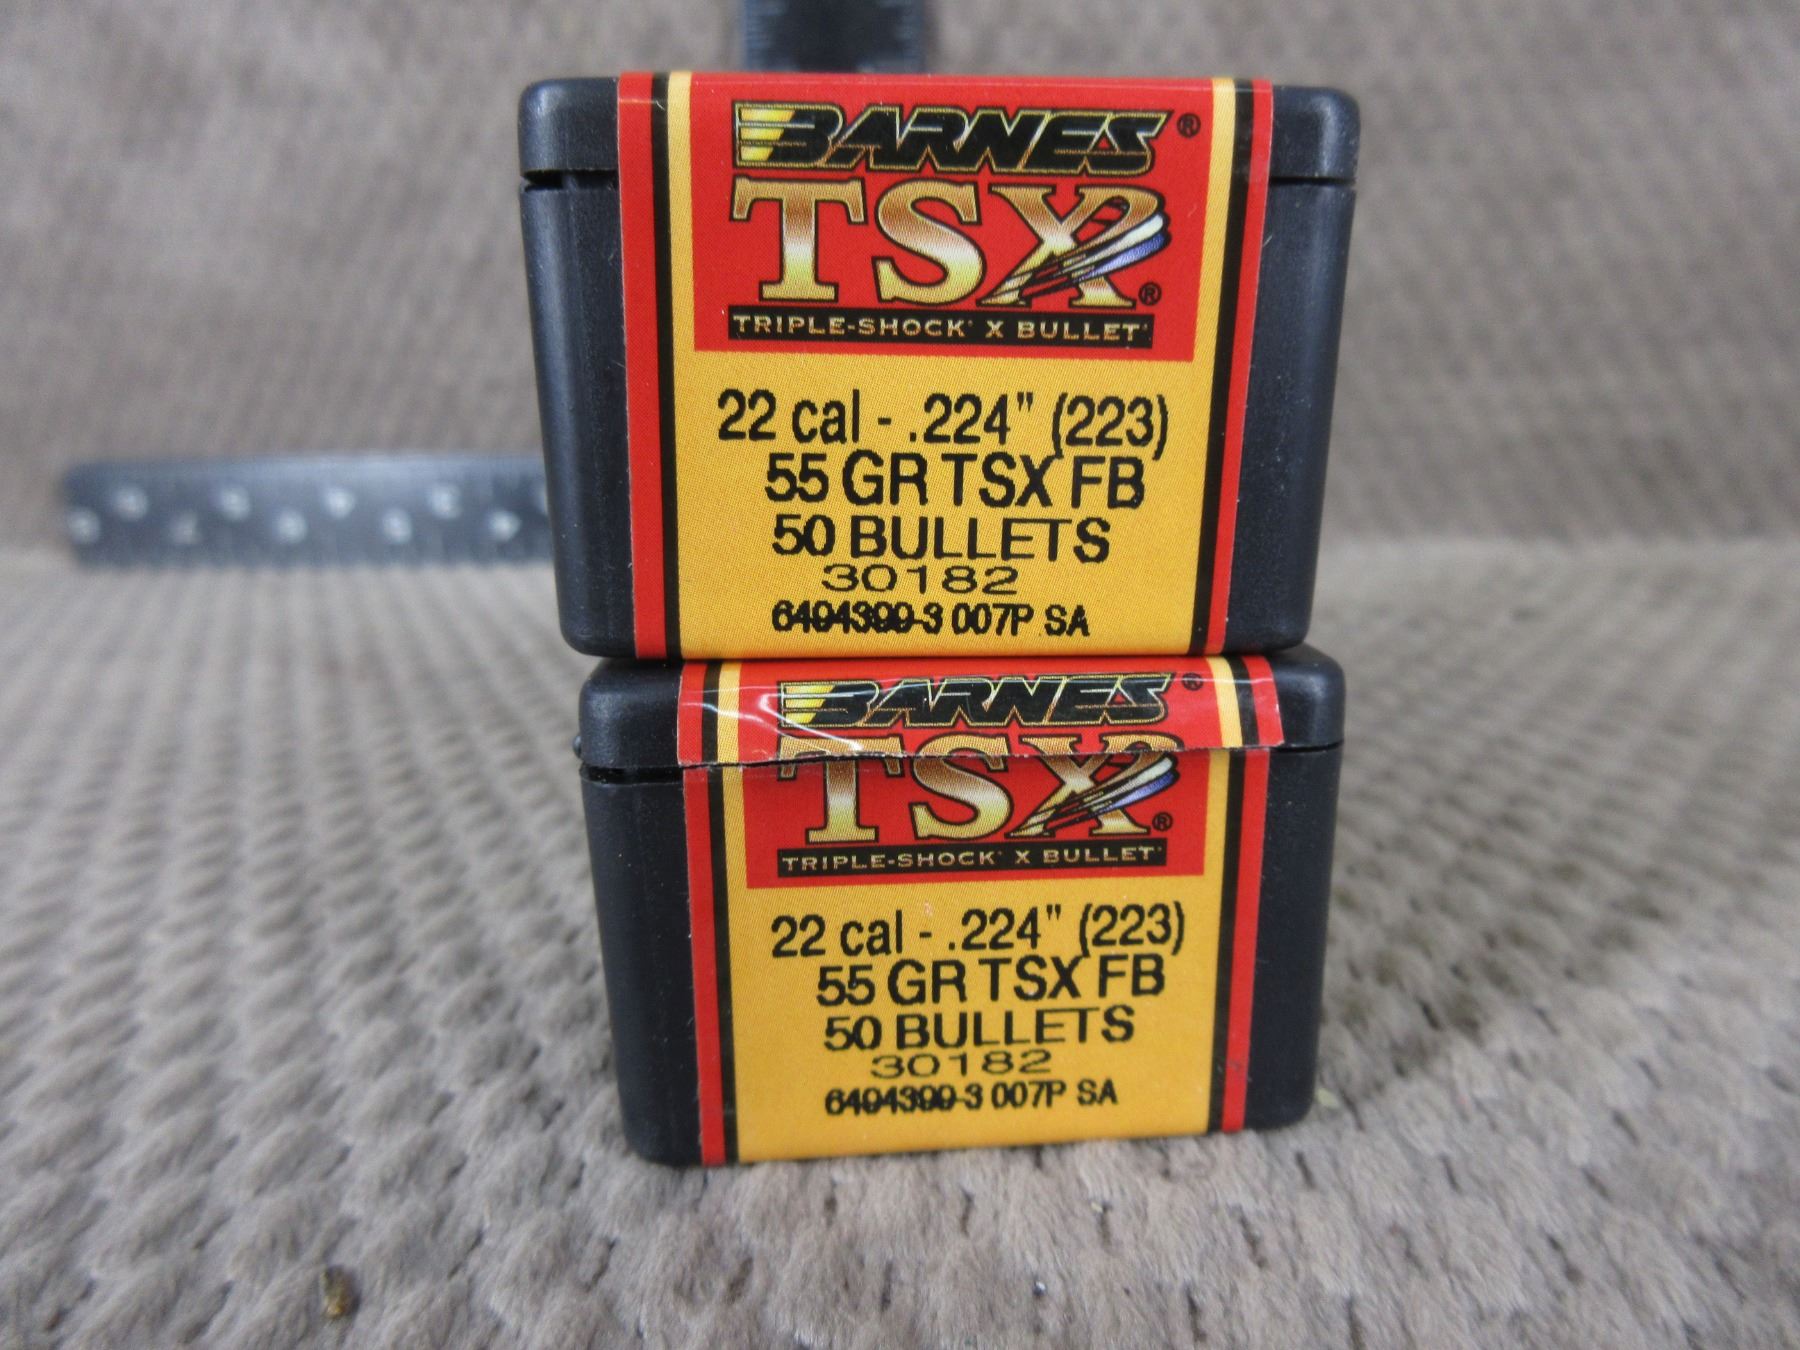 BARNES®
TSX®
TRIPLE-SHOCK® X BULLET™
22 cal - .224" (223)
55 GR TSX FB
50 BULLETS
30182
6494399-3 007P SA
BARNES®
TSX®
TRIPLE-SHOCK® X BULLET™
22 cal - .224" (223)
55 GR TSX FB
50 BULLETS
30182
6494399-3 007P SA